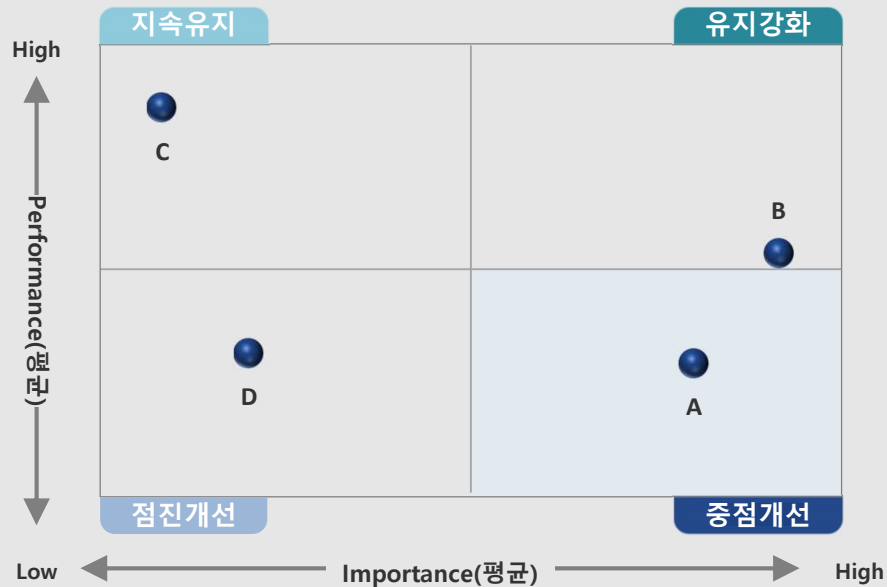 지속유지
유지강화
High
C
B
Performance(평균)
D
A
점진개선
중점개선
Low
Importance(평균)
High